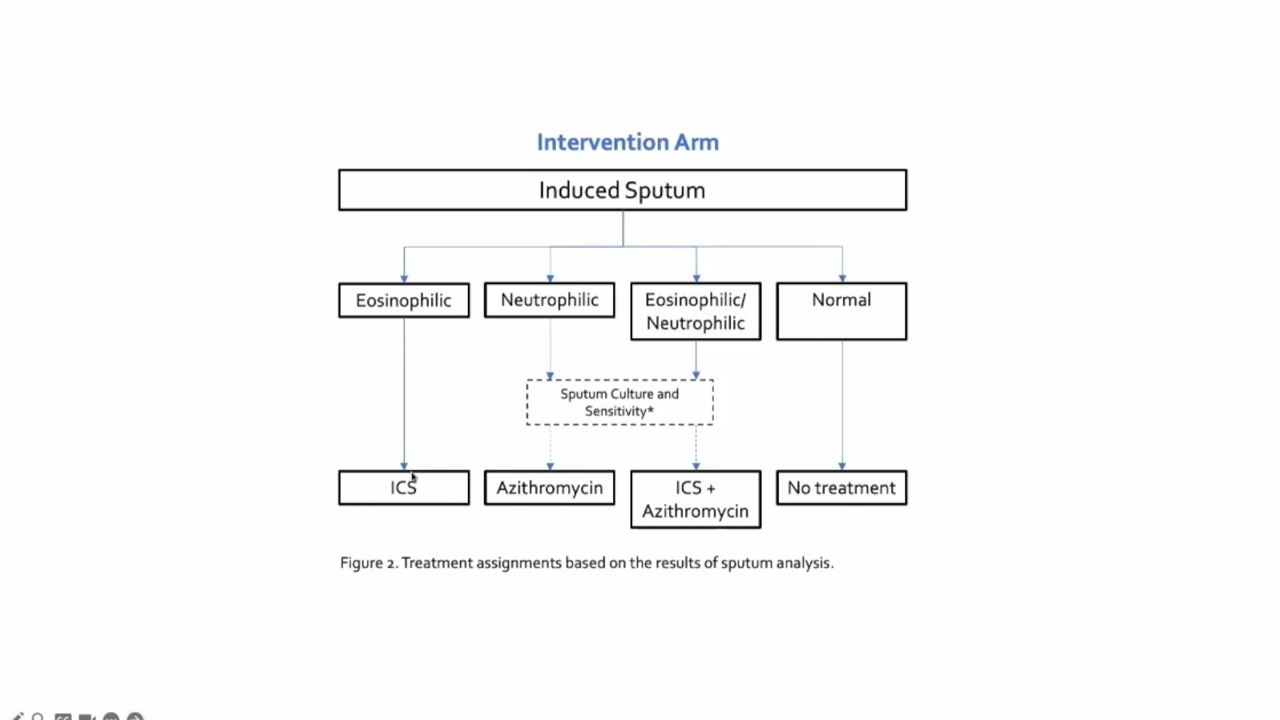 Intervention Arm
Induced Sputum
Eosinophilic
Neutrophilic
Eosinophilic/
Neutrophilic
Normal
Sputum Culture and
Sensitivity*
ICS
Azithromycin
ICS +
Azithromycin
No treatment
Figure 2. Treatment assignments based on the results of sputum analysis.